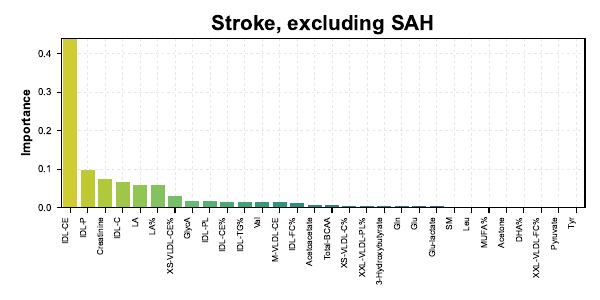 Stroke, excluding SAH
Importance
0.4
0.3
0.2
0.1
0.0
IDL-CE
IDL-P
Creatinine
IDL-C
LA
LA%
XS-VLDL-CE%
GlycA
IDL-PL
IDL-CE%
IDL-TG%
Val
M-VLDL-CE
IDL-FC%
Acetoacetate
Total-BCAA
XS-VLDL-C%
XXL-VLDL-PL%
3-Hydroxybutyrate
Gln
Glu
Glu-lactate
SM
Leu
MUFA%
Acetone
DHA%
XXL-VLDL-FC%
Pyruvate
Tyr